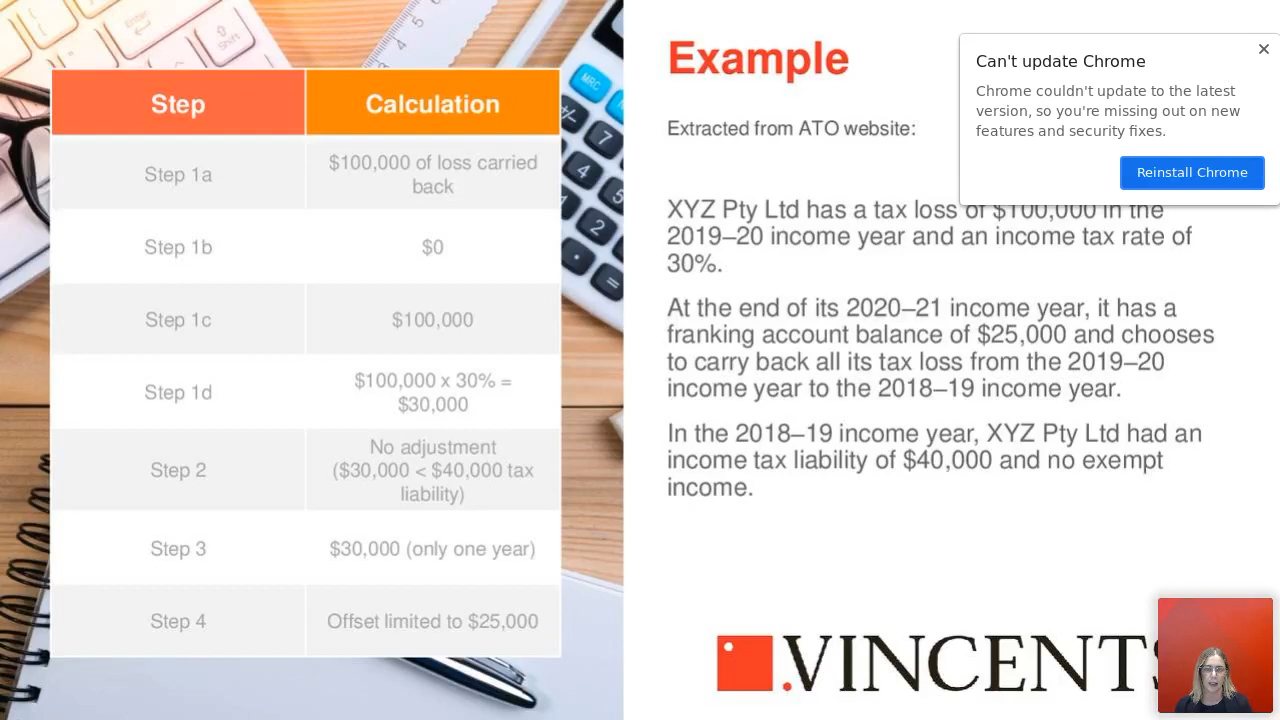 Step Calculation
Step 1a $100,000 of loss carried
back
Step 1b $0
Step 1c $100,000
Step 1d $100,000 x 30% =
$30,000
Step 2 No adjustment
($30,000 < $40,000 tax
liability)
Step 3 $30,000 (only one year)
Step 4 Offset limited to $25,000
Enter
Shift
MRC
+/-
7
4
5
1
2
.
=
Example
Extracted from ATO website:
XYZ Pty Ltd has a tax loss of $100,000 in the
2019–20 income year and an income tax rate of
30%.
At the end of its 2020–21 income year, it has a
franking account balance of $25,000 and chooses
to carry back all its tax loss from the 2019–20
income year to the 2018–19 income year.
In the 2018–19 income year, XYZ Pty Ltd had an
income tax liability of $40,000 and no exempt
income.
Can't update Chrome
Chrome couldn't update to the latest
version, so you're missing out on new
features and security fixes.
Reinstall Chrome
.VINCENTS